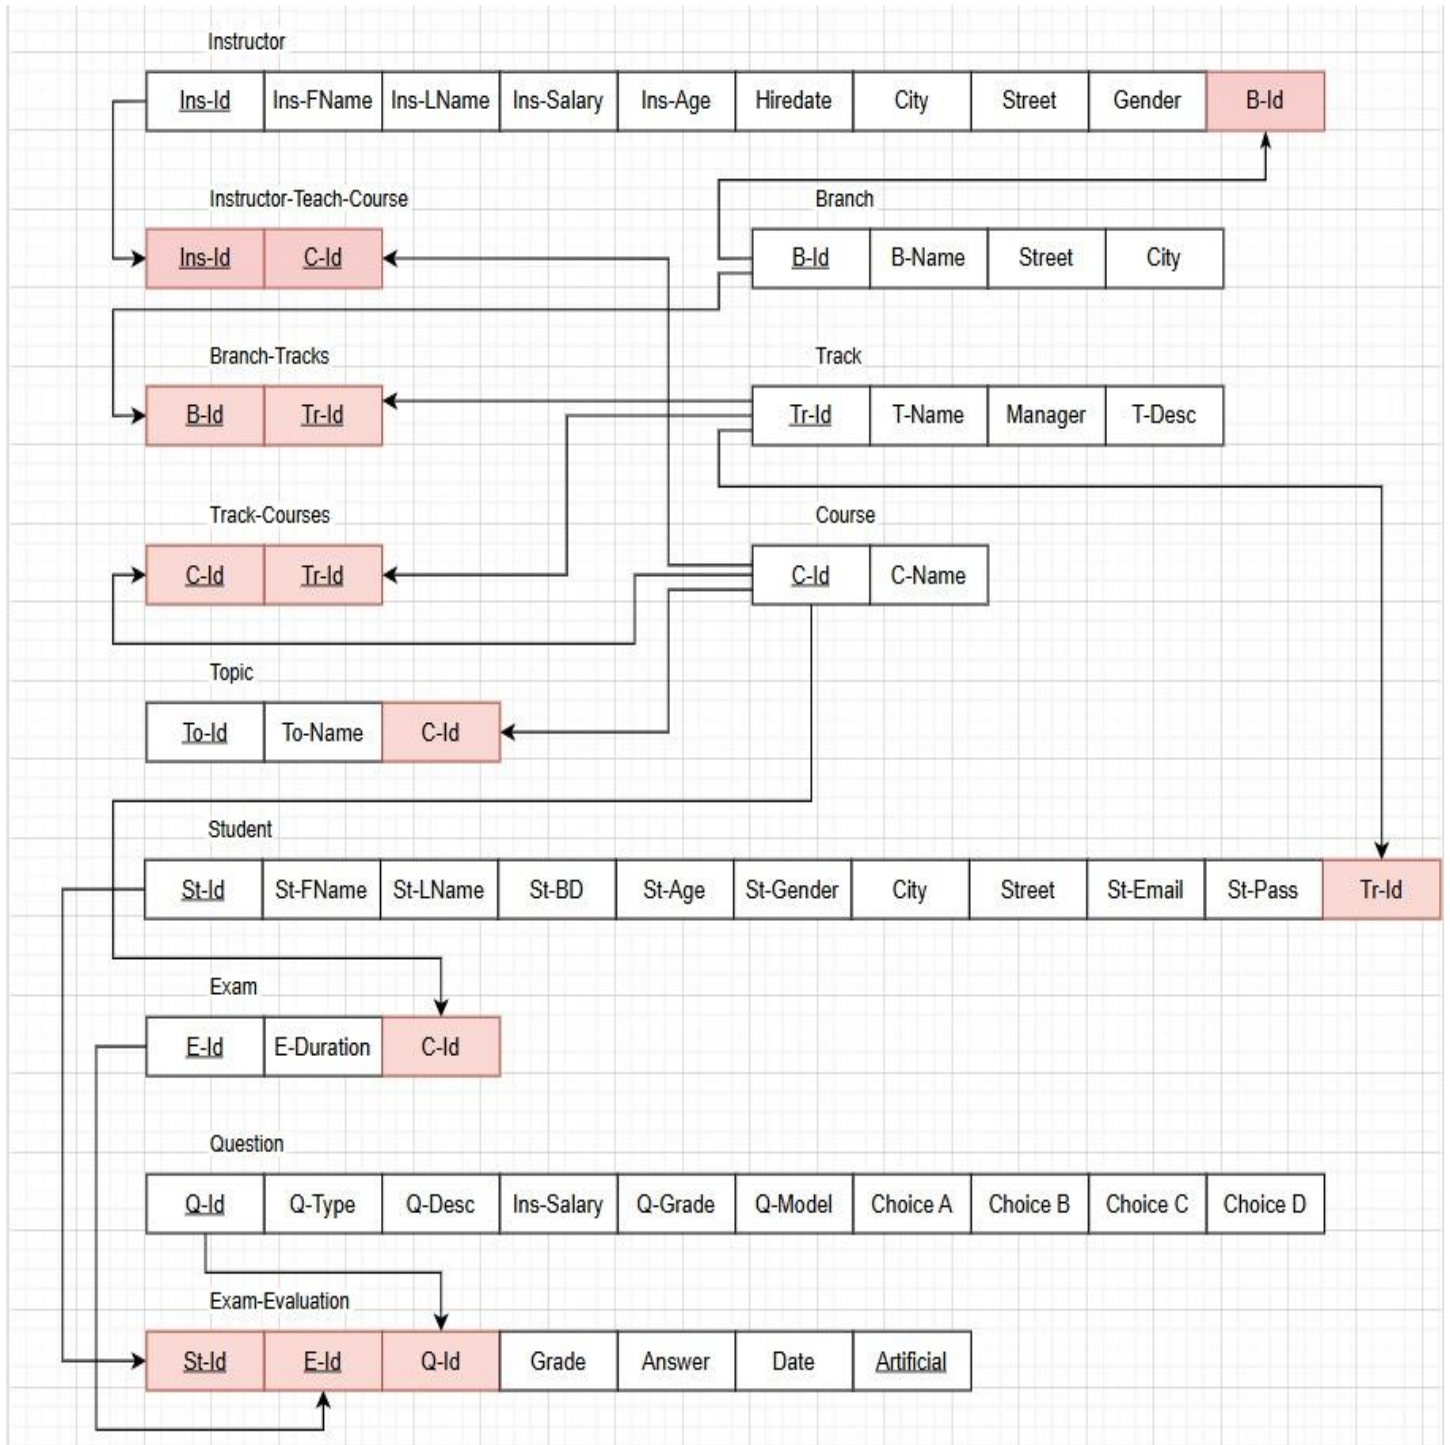 Instructor
Ins-Id Ins-FName Ins-LName Ins-Salary Ins-Age Hiredate City Street Gender B-Id
Instructor-Teach-Course
Ins-Id C-Id
Branch
B-Id B-Name Street City
Branch-Tracks
B-Id Tr-Id
Track
Tr-Id T-Name Manager T-Desc
Track-Courses
C-Id Tr-Id
Course
C-Id C-Name
Topic
To-Id To-Name C-Id
Student
St-Id St-FName St-LName St-BD St-Age St-Gender City Street St-Email St-Pass Tr-Id
Exam
E-Id E-Duration C-Id
Question
Q-Id Q-Type Q-Desc Ins-Salary Q-Grade Q-Model Choice A Choice B Choice C Choice D
Exam-Evaluation
St-Id E-Id Q-Id Grade Answer Date Artificial